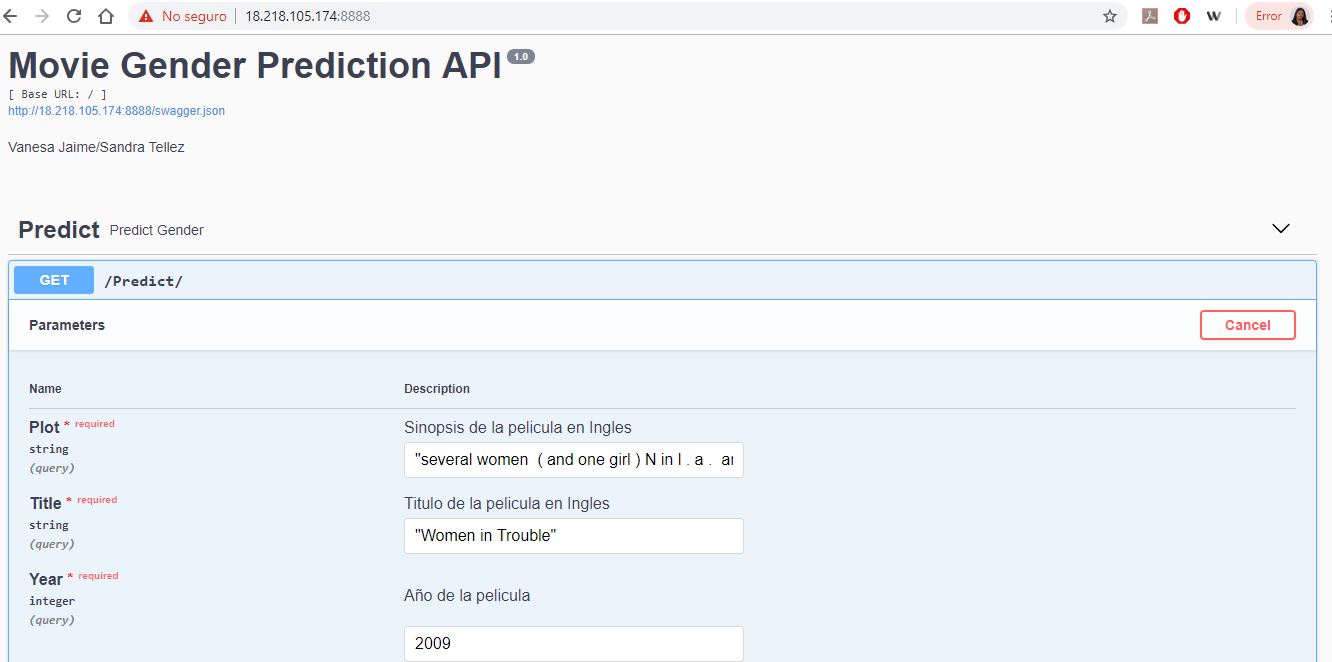 No seguro
18.218.105.174:8888
Error
Movie Gender Prediction API 1.0
[ Base URL: / ]
http://18.218.105.174:8888/swagger.json
Vanesa Jaime/Sandra Tellez
Predict Predict Gender
GET /Predict/
Parameters
Cancel
Name Description
Plot * required
Sinopsis de la pelicula en Ingles
string
(query)
"several women ( and one girl ) N in l . a . ar
Title * required
Titulo de la pelicula en Ingles
string
(query)
"Women in Trouble"
Year * required
integer
(query)
Año de la pelicula
2009